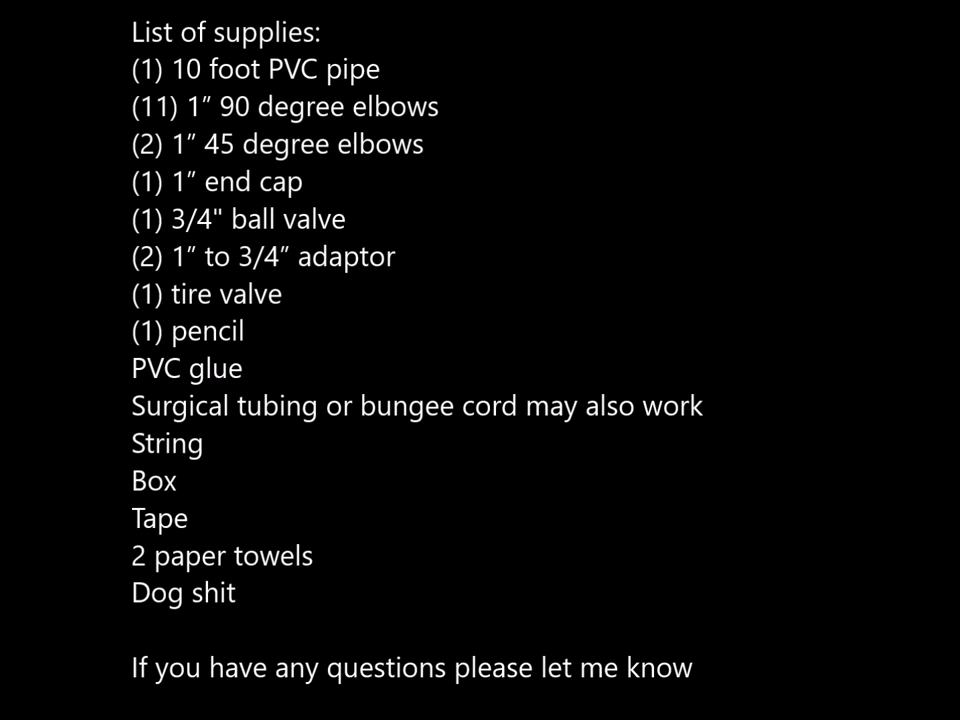 List of supplies:
(1) 10 foot PVC pipe
(11) 1” 90 degree elbows
(2) 1” 45 degree elbows
(1) 1” end cap
(1) 3/4" ball valve
(2) 1” to 3/4” adaptor
(1) tire valve
(1) pencil
PVC glue
Surgical tubing or bungee cord may also work
String
Box
Tape
2 paper towels
Dog shit
If you have any questions please let me know